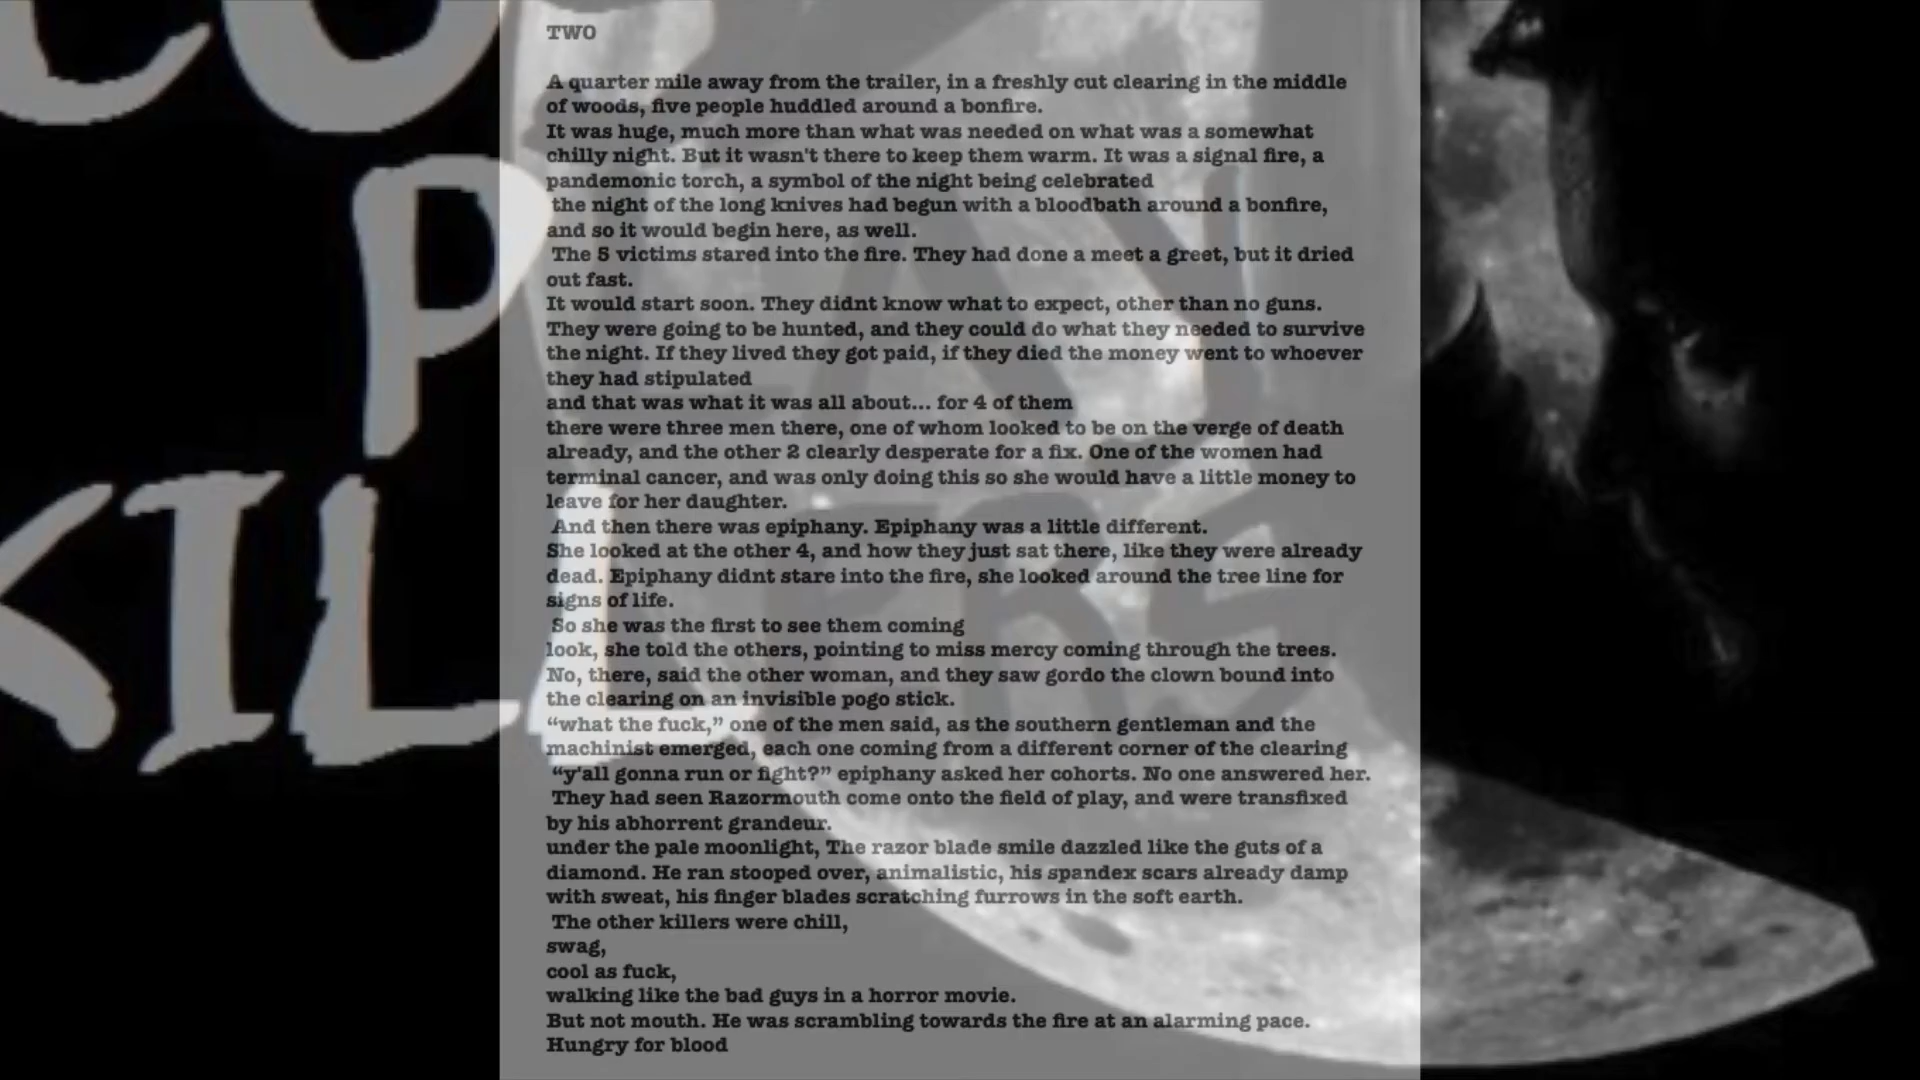 TWO
A quarter mile away from the trailer, in a freshly cut clearing in the middle
of woods, five people huddled around a bonfire.
It was huge, much more than what was needed on what was a somewhat
chilly night. But it wasn't there to keep them warm. It was a signal fire, a
pandemonic torch, a symbol of the night being celebrated
the night of the long knives had begun with a bloodbath around a bonfire,
and so it would begin here, as well.
The 5 victims stared into the fire. They had done a meet a greet, but it dried
out fast.
It would start soon. They didnt know what to expect, other than no guns.
They were going to be hunted, and they could do what they needed to survive
the night. If they lived they got paid, if they died the money went to whoever
they had stipulated
and that was what it was all about... for 4 of them
there were three men there, one of whom looked to be on the verge of death
already, and the other 2 clearly desperate for a fix. One of the women had
terminal cancer, and was only doing this so she would have a little money to
leave for her daughter.
And then there was epiphany. Epiphany was a little different.
She looked at the other 4, and how they just sat there, like they were already
dead. Epiphany didnt stare into the fire, she looked around the tree line for
signs of life.
So she was the first to see them coming
look, she told the others, pointing to miss mercy coming through the trees.
No, there, said the other woman, and they saw gordo the clown bound into
the clearing on an invisible pogo stick.
“what the fuck,” one of the men said, as the southern gentleman and the
machinist emerged, each one coming from a different corner of the clearing
“y'all gonna run or fight?” epiphany asked her cohorts. No one answered her.
They had seen Razormouth come onto the field of play, and were transfixed
by his abhorrent grandeur.
under the pale moonlight, The razor blade smile dazzled like the guts of a
diamond. He ran stooped over, animalistic, his spandex scars already damp
with sweat, his finger blades scratching furrows in the soft earth.
The other killers were chill,
swag,
cool as fuck,
walking like the bad guys in a horror movie.
But not mouth. He was scrambling towards the fire at an alarming pace.
Hungry for blood
CO
P AY
KILL ERS